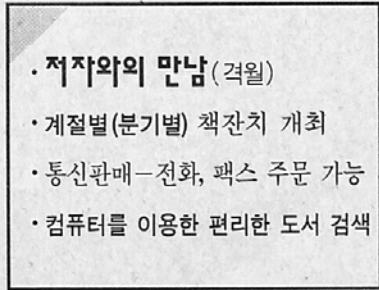 · 저자와의 만남(격월)
· 계절별(분기별) 책잔치 개최
· 통신판매－전화, 팩스 주문 가능
· 컴퓨터를 이용한 편리한 도서 검색